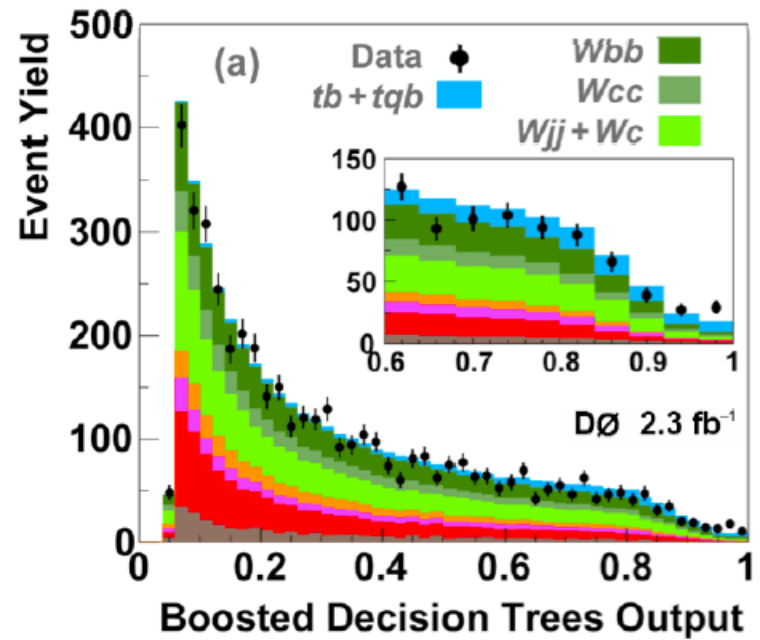 500
400
300
200
100
0
Event Yield
(a)
Data
tb+tqb
Wbb
Wcc
Wjj+Wc
150
100
50
0
0.6 0.7 0.8 0.9 1
DØ 2.3 fb⁻¹
0 0.2 0.4 0.6 0.8 1
Boosted Decision Trees Output